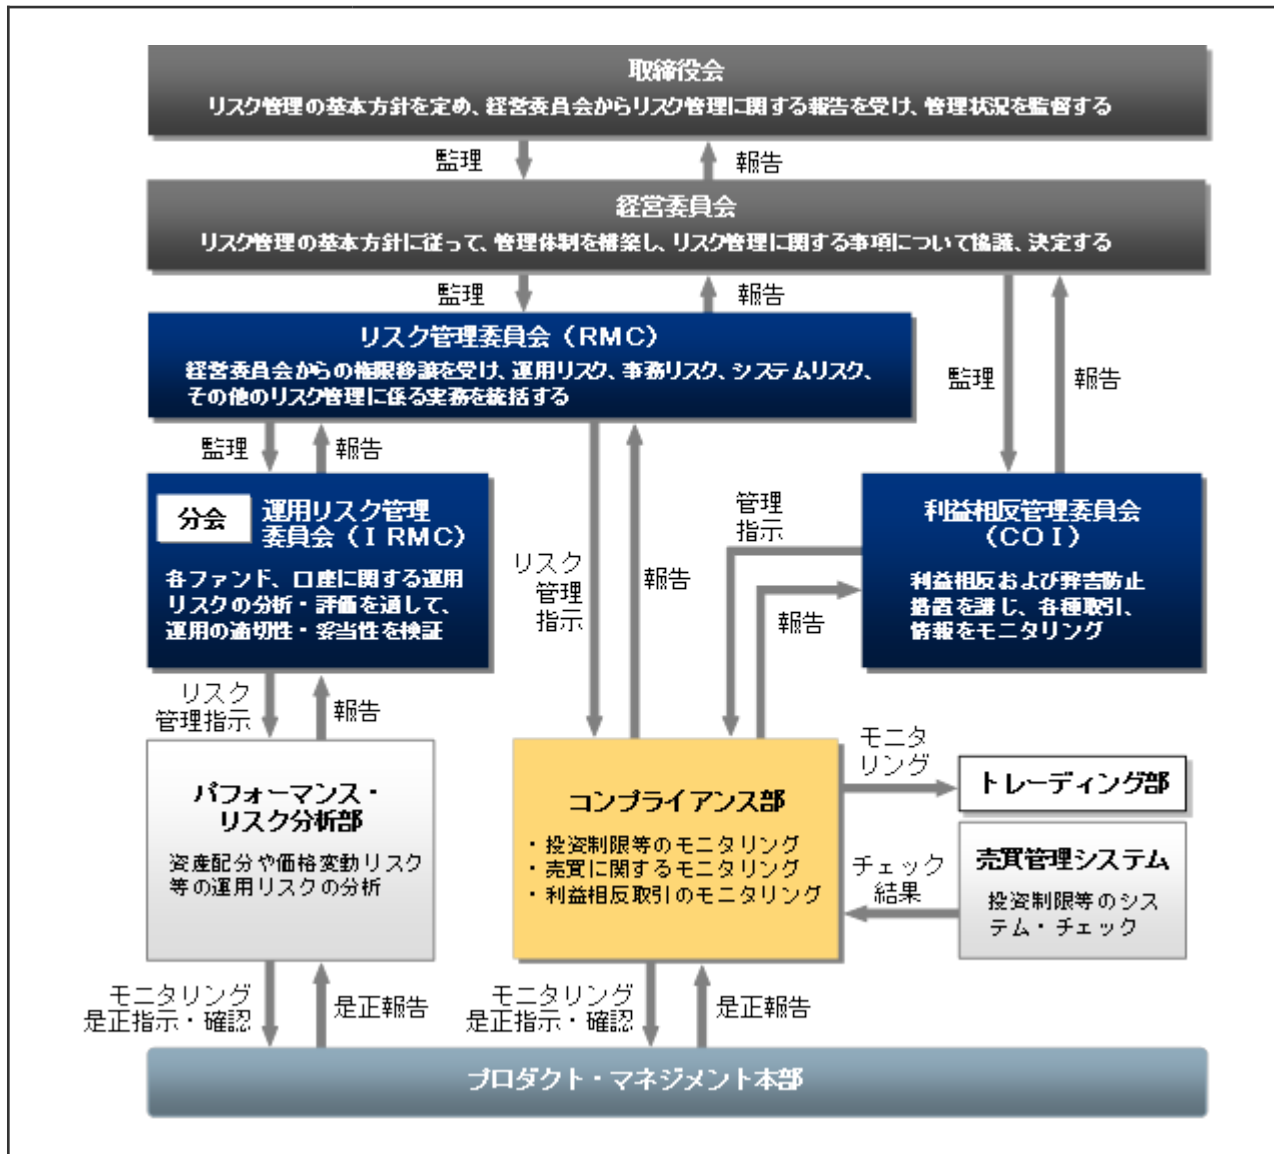 取締役会
リスク管理の基本方針を定め、経営委員会からリスク管理に関する報告を受け、管理状況を監督する
監理
報告
経営委員会
リスク管理の基本方針に従って、管理体制を構築し、リスク管理に関する事項について協議、決定する
監理
報告
リスク管理委員会（RMC）
経営委員会からの権限移譲を受け、運用リスク、事務リスク、システムリスク、
その他のリスク管理に係る実務を統括する
監理
報告
監理
報告
分会
運用リスク管理
委員会（ＩRMC）
各ファンド、口座に関する運用
リスクの分析・評価を通して、
運用の適切性・妥当性を検証
リスク
管理
指示
報告
管理
指示
報告
利益相反管理委員会
（COI）
利益相反および弊害防止
措置を講じ、各種取引、
情報をモニタリング
リスク
管理指示
報告
パフォーマンス・
リスク分析部
資産配分や価格変動リスク
等の運用リスクの分析
コンプライアンス部
・投資制限等のモニタリング
・売買に関するモニタリング
・利益相反取引のモニタリング
モニタ
リング
トレーディング部
チェック
結果
売買管理システム
投資制限等のシス
テム・チェック
モニタリング
是正指示・確認
是正報告
モニタリング
是正指示・確認
是正報告
プロダクト・マネジメント本部